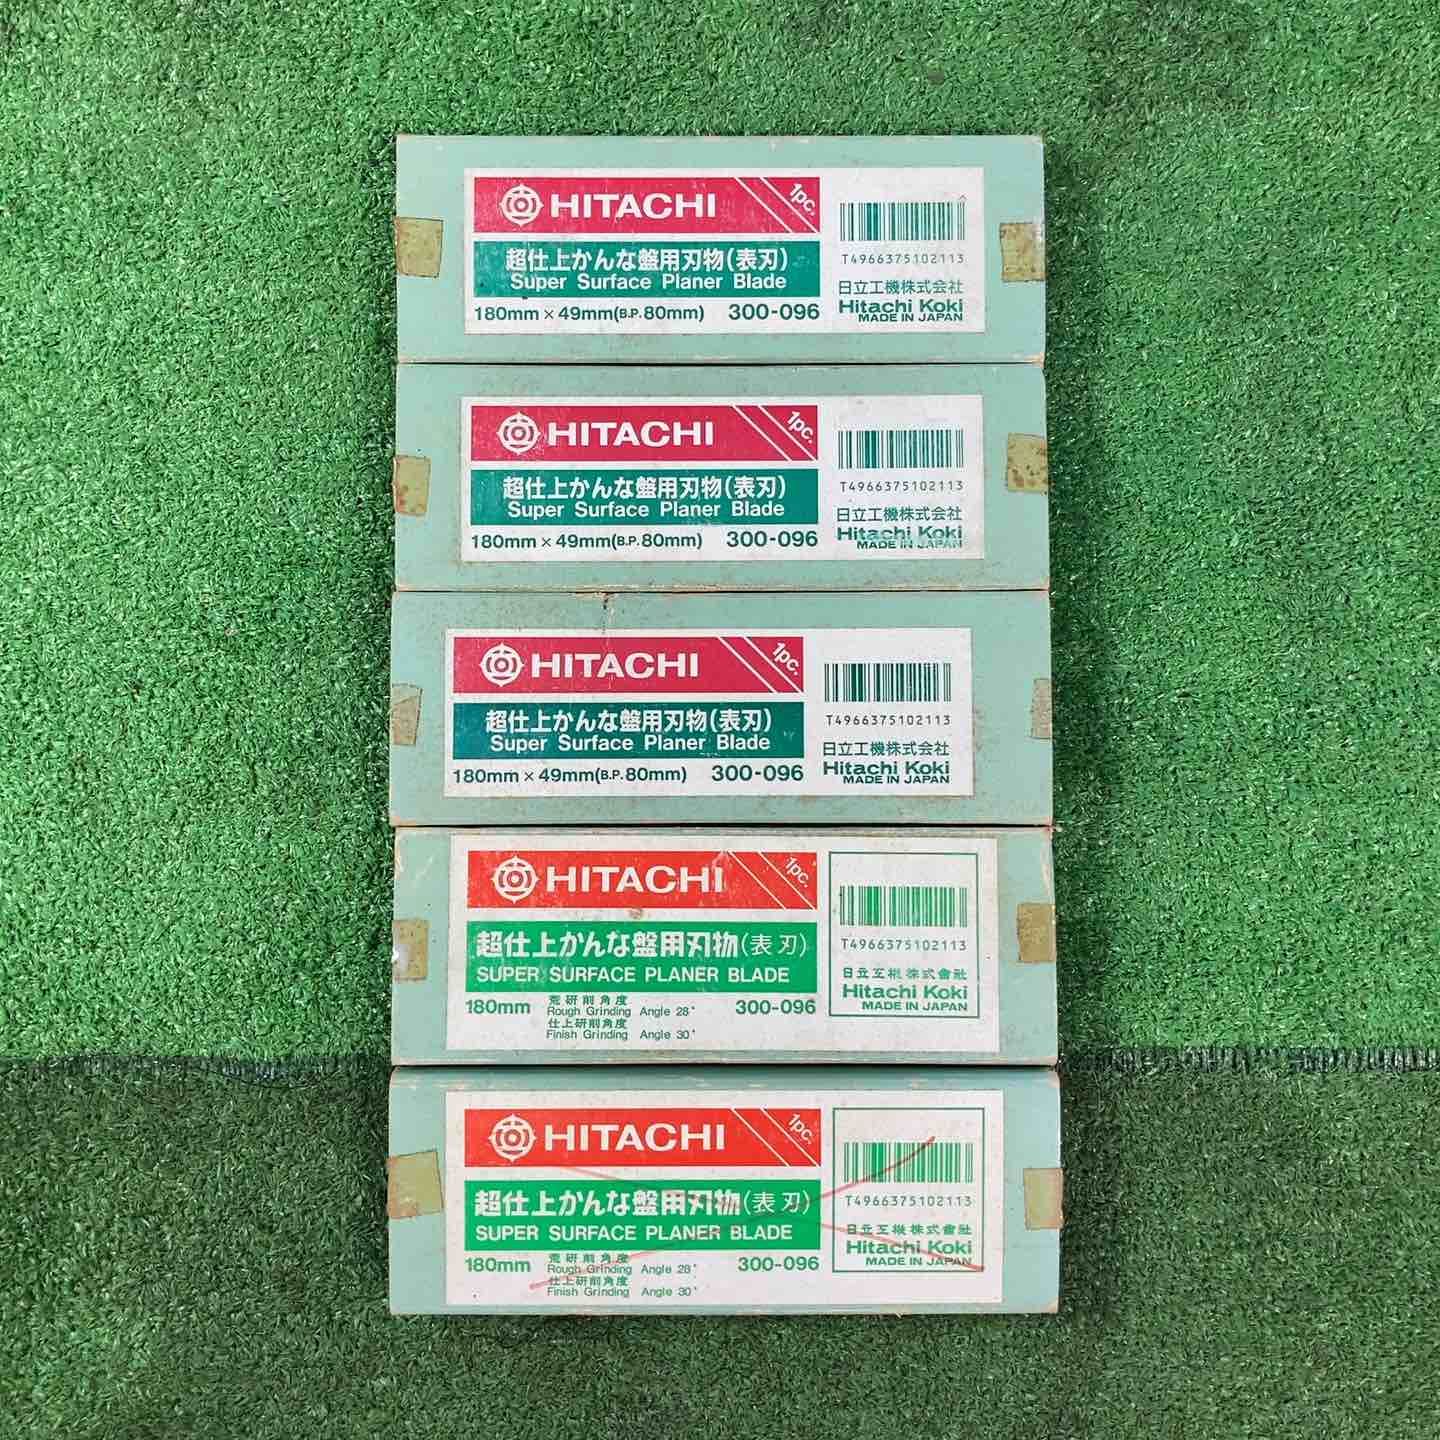 HITACHI 1pc.
超仕上かんな盤用刃物(表刃)
Super Surface Planer Blade
180mm×49mm(B.P.80mm) 300-096
T4966375102113
日立工機株式会社
Hitachi Koki
MADE IN JAPAN
HITACHI 1pc.
超仕上かんな盤用刃物(表刃)
Super Surface Planer Blade
180mm×49mm(B.P.80mm) 300-096
T4966375102113
日立工機株式会社
Hitachi Koki
MADE IN JAPAN
HITACHI 1pc.
超仕上かんな盤用刃物(表刃)
Super Surface Planer Blade
180mm×49mm(B.P.80mm) 300-096
T4966375102113
日立工機株式会社
Hitachi Koki
MADE IN JAPAN
HITACHI 1pc.
超仕上かんな盤用刃物(表刃)
SUPER SURFACE PLANER BLADE
180mm 荒研削角度 300-096
Rough Grinding Angle 28°
仕上研削角度
Finish Grinding Angle 30°
T4966375102113
日立工機株式會社
Hitachi Koki
MADE IN JAPAN
HITACHI 1pc.
超仕上かんな盤用刃物(表刃)
SUPER SURFACE PLANER BLADE
180mm 荒研削角度 300-096
Rough Grinding Angle 28°
仕上研削角度
Finish Grinding Angle 30°
T4966375102113
日立工機株式會社
Hitachi Koki
MADE IN JAPAN